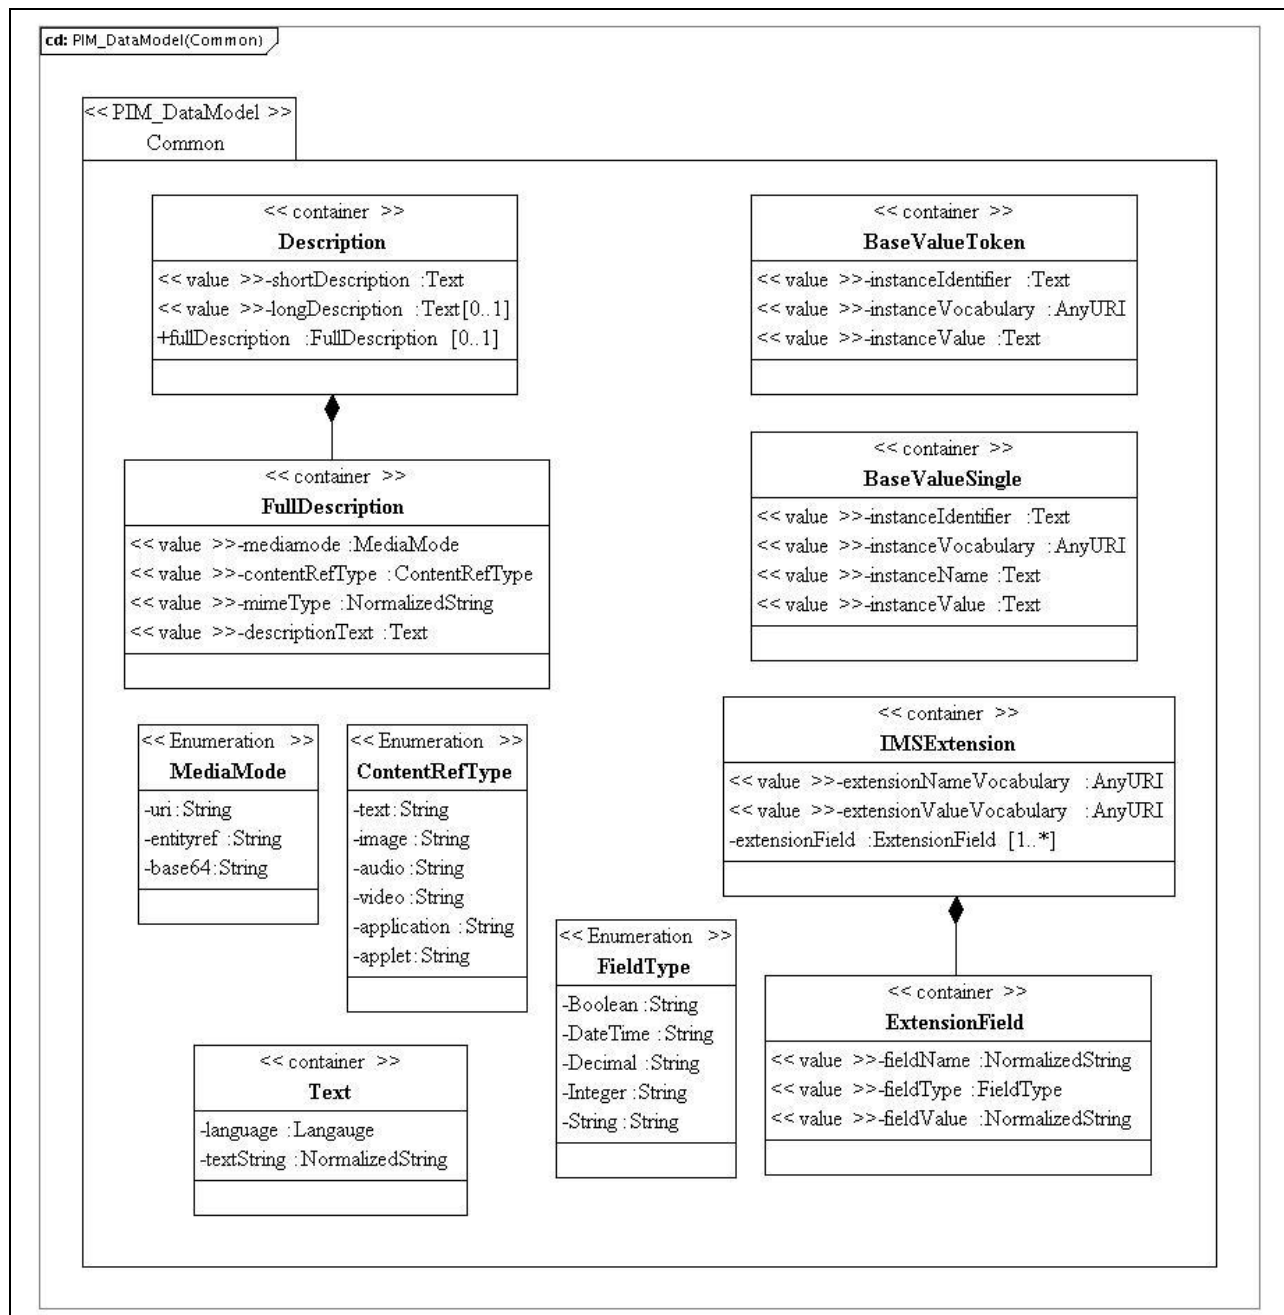 cd: PIM_DataModel(Common)
<< PIM_DataModel >>
Common
<< container >>
Description
<< value >>-shortDescription :Text
<< value >>-longDescription :Text[0..1]
+fullDescription :FullDescription [0..1]
<< container >>
FullDescription
<< value >>-mediamode :MediaMode
<< value >>-contentRefType :ContentRefType
<< value >>-mimeType :NormalizedString
<< value >>-descriptionText :Text
<< container >>
BaseValueToken
<< value >>-instanceIdentifier :Text
<< value >>-instanceVocabulary :AnyURI
<< value >>-instanceValue :Text
<< container >>
BaseValueSingle
<< value >>-instanceIdentifier :Text
<< value >>-instanceVocabulary :AnyURI
<< value >>-instanceName :Text
<< value >>-instanceValue :Text
<< Enumeration >>
MediaMode
-uri :String
-entityref :String
-base64:String
<< Enumeration >>
ContentRefType
-text:String
-image:String
-audio:String
-video:String
-application :String
-applet:String
<< container >>
IMSExtension
<< value >>-extensionNameVocabulary :AnyURI
<< value >>-extensionValueVocabulary :AnyURI
-extensionField :ExtensionField [1..*]
<< Enumeration >>
FieldType
-Boolean:String
-DateTime :String
-Decimal :String
-Integer :String
-String :String
<< container >>
ExtensionField
<< value >>-fieldName :NormalizedString
<< value >>-fieldType :FieldType
<< value >>-fieldValue :NormalizedString
<< container >>
Text
-language :Langauge
-textString :NormalizedString